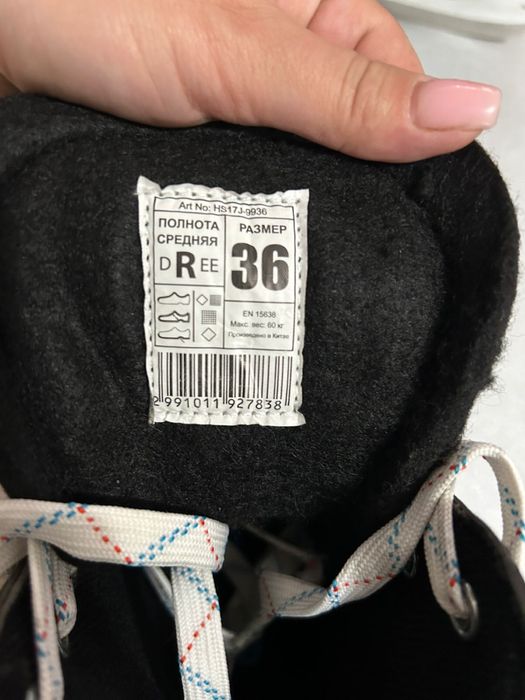 Art No: HS17J-9936
ПОЛНОТА
СРЕДНЯЯ
D R EE
РАЗМЕР
36
EN 15638
Макс. вес: 60 кг
Произведено в Китае
2 991011 927838